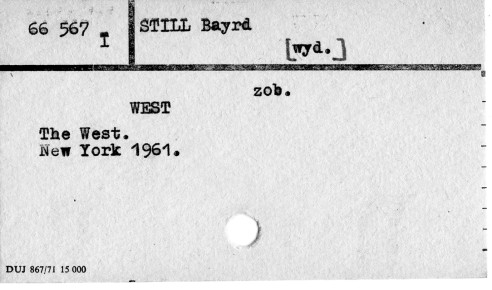 66 567 I
STILL Bayrd
[wyd.]
zob.
WEST
The West.
New York 1961.
DUJ 867/71 15 000